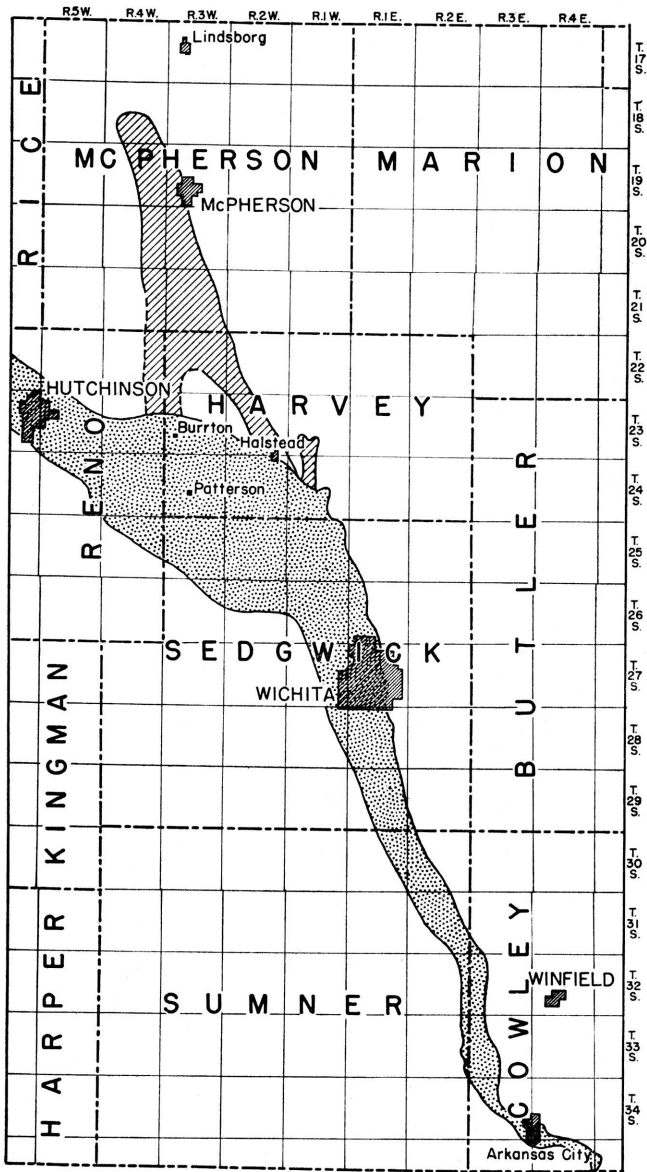 R.5W. R.4W. R.3W. R.2W. R.1W. R.1E. R.2E. R.3E. R.4E.
Lindsborg
T. 17 S.
T. 18 S.
RICE
MCPHERSON MARION
T. 19 S.
McPHERSON
T. 20 S.
T. 21 S.
T. 22 S.
HUTCHINSON
HARVEY
Burrton
T. 23 S.
Halstead
RENO
Patterson
T. 24 S.
BUTLER
T. 25 S.
T. 26 S.
SEDGWICK
T. 27 S.
WICHITA
KINGMAN
T. 28 S.
T. 29 S.
T. 30 S.
T. 31 S.
COWLEY
WINFIELD
T. 32 S.
SUMNER
HARPER
T. 33 S.
T. 34 S.
Arkansas City